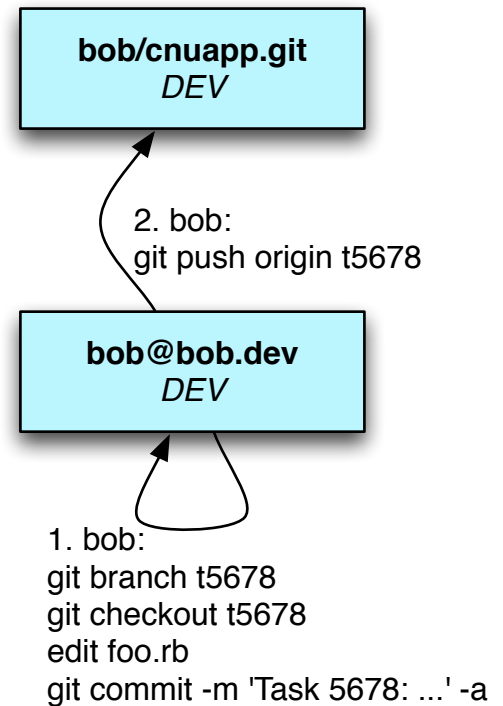 bob/cnuapp.git
DEV
2. bob:
git push origin t5678
bob@bob.dev
DEV
1. bob:
git branch t5678
git checkout t5678
edit foo.rb
git commit -m 'Task 5678: ...' -a